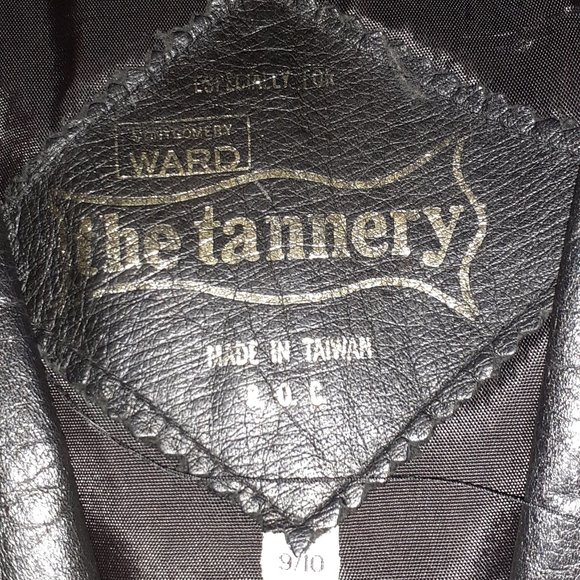 ESPECIALLY FOR
MONTGOMERY
WARD
the tannery
MADE IN TAIWAN
R. O. C
9/10